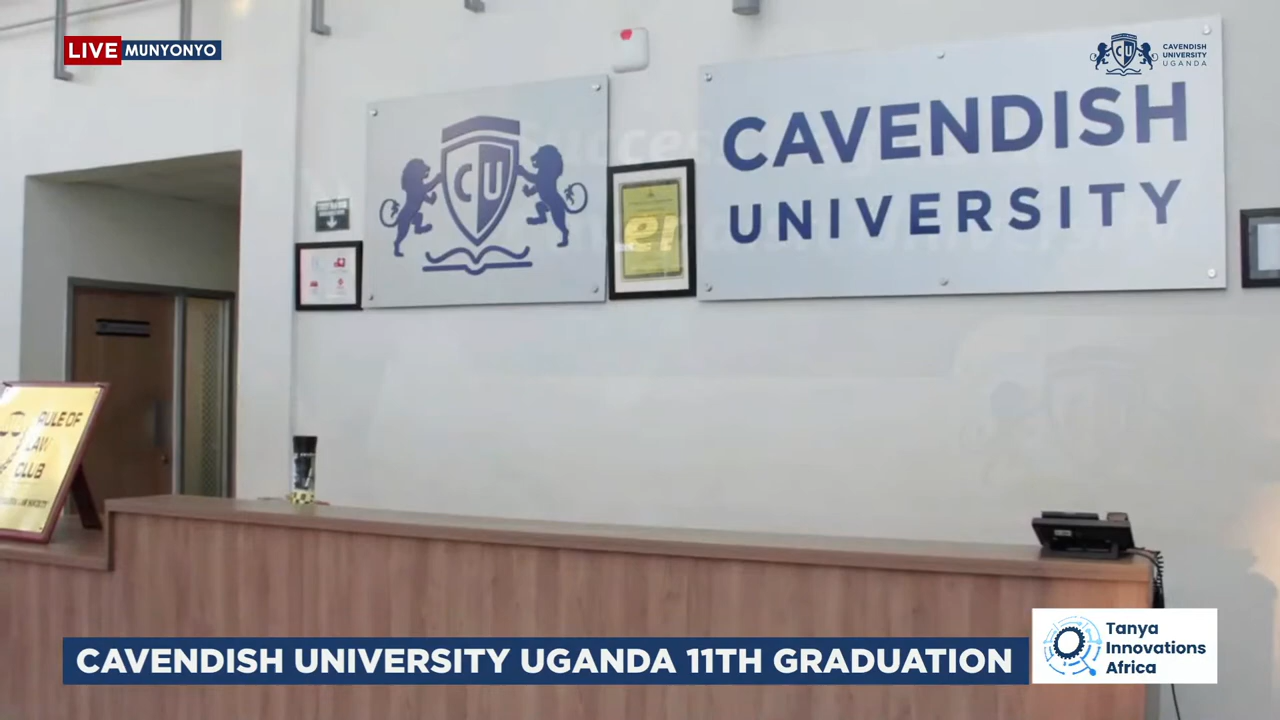 LIVE MUNYONYO
CAVENDISH
UNIVERSITY
UGANDA
CU
CAVENDISH
UNIVERSITY
CU
RULE OF
LAW
CLUB
CAVENDISH UNIVERSITY UGANDA 11TH GRADUATION
Tanya
Innovations
Africa